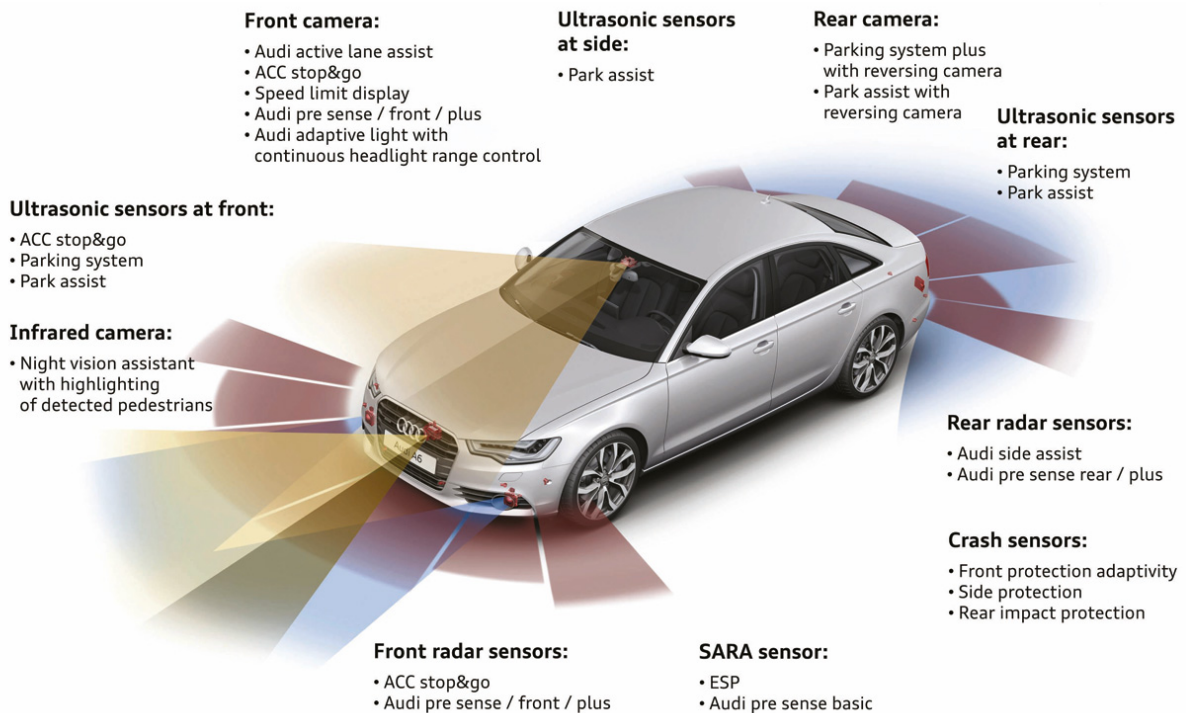 Front camera:
• Audi active lane assist
• ACC stop&go
• Speed limit display
• Audi pre sense / front / plus
• Audi adaptive light with
continuous headlight range control
Ultrasonic sensors
at side:
• Park assist
Rear camera:
• Parking system plus
with reversing camera
• Park assist with
reversing camera
Ultrasonic sensors
at rear:
• Parking system
• Park assist
Ultrasonic sensors at front:
• ACC stop&go
• Parking system
• Park assist
Infrared camera:
• Night vision assistant
with highlighting
of detected pedestrians
Audi A6
Rear radar sensors:
• Audi side assist
• Audi pre sense rear / plus
Crash sensors:
• Front protection adaptivity
• Side protection
• Rear impact protection
Front radar sensors:
• ACC stop&go
• Audi pre sense / front / plus
SARA sensor:
• ESP
• Audi pre sense basic